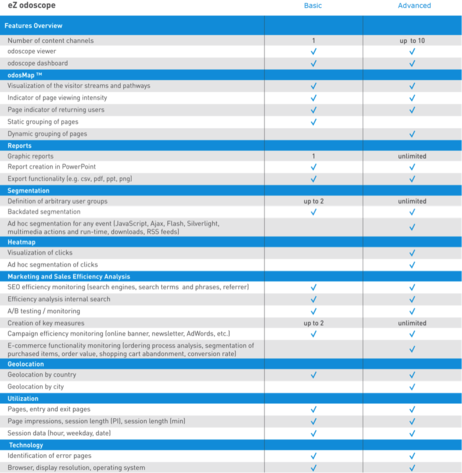 eZ odoscope Basic Advanced
Features Overview
Number of content channels 1 up to 10
odoscope viewer ✓ ✓
odoscope dashboard ✓ ✓
odosMap ™
Visualization of the visitor streams and pathways ✓ ✓
Indicator of page viewing intensity ✓ ✓
Page indicator of returning users ✓ ✓
Static grouping of pages ✓
Dynamic grouping of pages ✓
Reports
Graphic reports 1 unlimited
Report creation in PowerPoint ✓ ✓
Export functionality (e.g. csv, pdf, ppt, png) ✓ ✓
Segmentation
Definition of arbitrary user groups up to 2 unlimited
Backdated segmentation ✓ ✓
Ad hoc segmentation for any event (JavaScript, Ajax, Flash, Silverlight,
multimedia actions and run-time, downloads, RSS feeds) ✓
Heatmap
Visualization of clicks ✓
Ad hoc segmentation of clicks ✓
Marketing and Sales Efficiency Analysis
SEO efficiency monitoring (search engines, search terms and phrases, referrer) ✓ ✓
Efficiency analysis internal search ✓ ✓
A/B testing / monitoring ✓ ✓
Creation of key measures up to 2 unlimited
Campaign efficiency monitoring (online banner, newsletter, AdWords, etc.) ✓ ✓
E-commerce functionality monitoring (ordering process analysis, segmentation of
purchased items, order value, shopping cart abandonment, conversion rate) ✓
Geolocation
Geolocation by country ✓ ✓
Geolocation by city ✓
Utilization
Pages, entry and exit pages ✓ ✓
Page impressions, session length (PI), session length (min) ✓ ✓
Session data (hour, weekday, date) ✓ ✓
Technology
Identification of error pages ✓ ✓
Browser, display resolution, operating system ✓ ✓